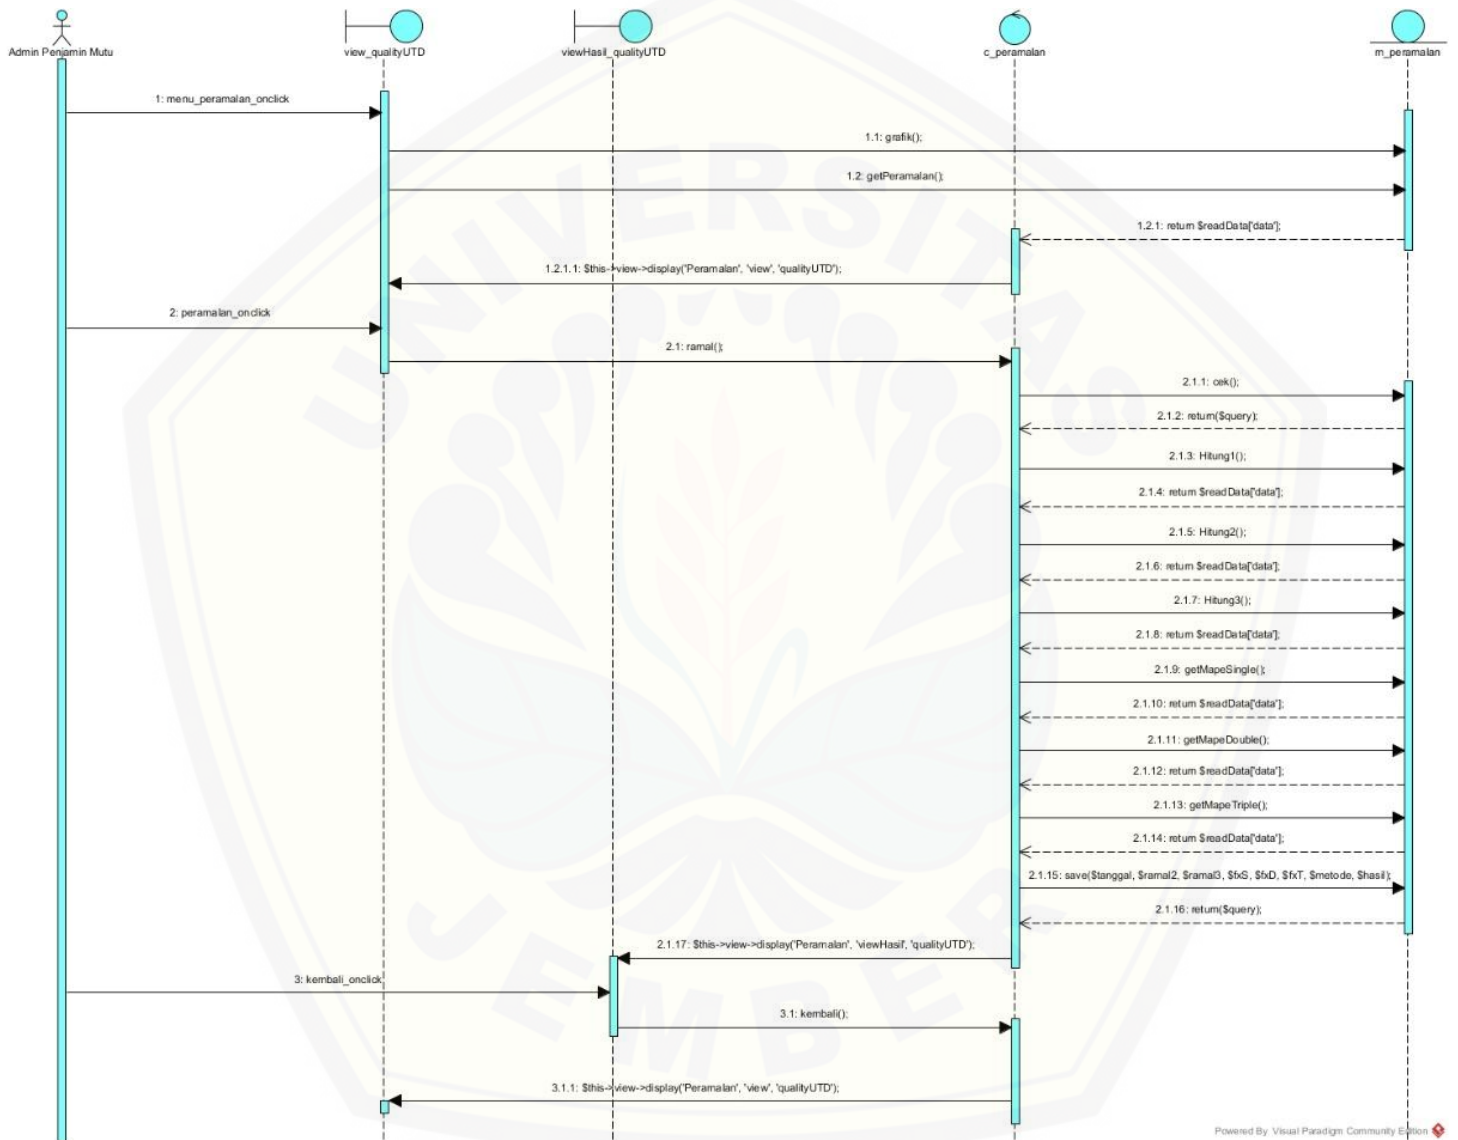 Admin Penjamin Mutu
view_qualityUTD
viewHasil_qualityUTD
c_peramalan
m_peramalan
1: menu_peramalan_onclick
1.1: grafik();
1.2: getPeramalan();
1.2.1: return $readData['data'];
1.2.1.1: $this->view->display('Peramalan', 'view', 'qualityUTD');
2: peramalan_onclick
2.1: ramal();
2.1.1: cek();
2.1.2: return($query);
2.1.3: Hitung1();
2.1.4: return $readData['data'];
2.1.5: Hitung2();
2.1.6: return $readData['data'];
2.1.7: Hitung3();
2.1.8: return $readData['data'];
2.1.9: getMapeSingle();
2.1.10: return $readData['data'];
2.1.11: getMapeDouble();
2.1.12: return $readData['data'];
2.1.13: getMapeTriple();
2.1.14: return $readData['data'];
2.1.15: save($tanggal, $ramal2, $ramal3, $fxS, $fxD, $fxT, $metode, $hasil);
2.1.16: return($query);
2.1.17: $this->view->display('Peramalan', 'viewHasil', 'qualityUTD');
3: kembali_onclick
3.1: kembali();
3.1.1: $this->view->display('Peramalan', 'view', 'qualityUTD');
UNIVERSITAS
JEMBER
Powered By Visual Paradigm Community Edition